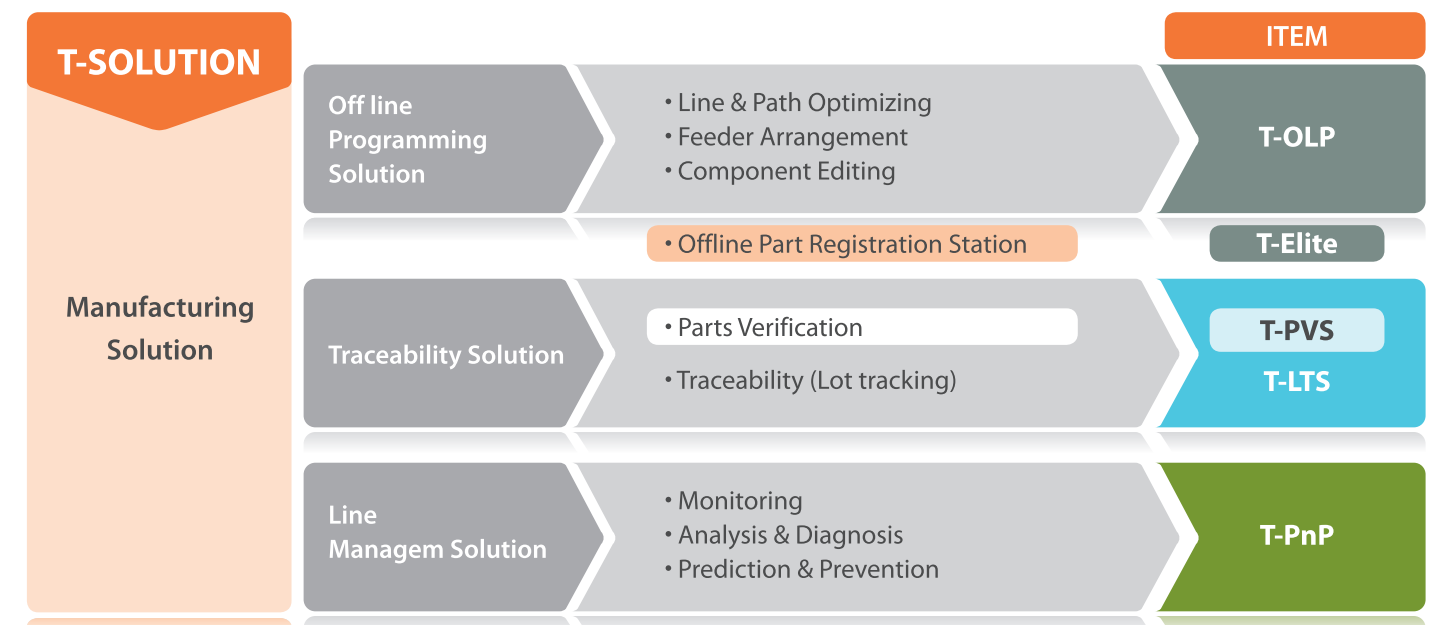 T-SOLUTION
Manufacturing
Solution
ITEM
Off line
Programming
Solution
• Line & Path Optimizing
• Feeder Arrangement
• Component Editing
T-OLP
• Offline Part Registration Station
T-Elite
Traceability Solution
• Parts Verification
• Traceability (Lot tracking)
T-PVS
T-LTS
Line
Managem Solution
• Monitoring
• Analysis & Diagnosis
• Prediction & Prevention
T-PnP